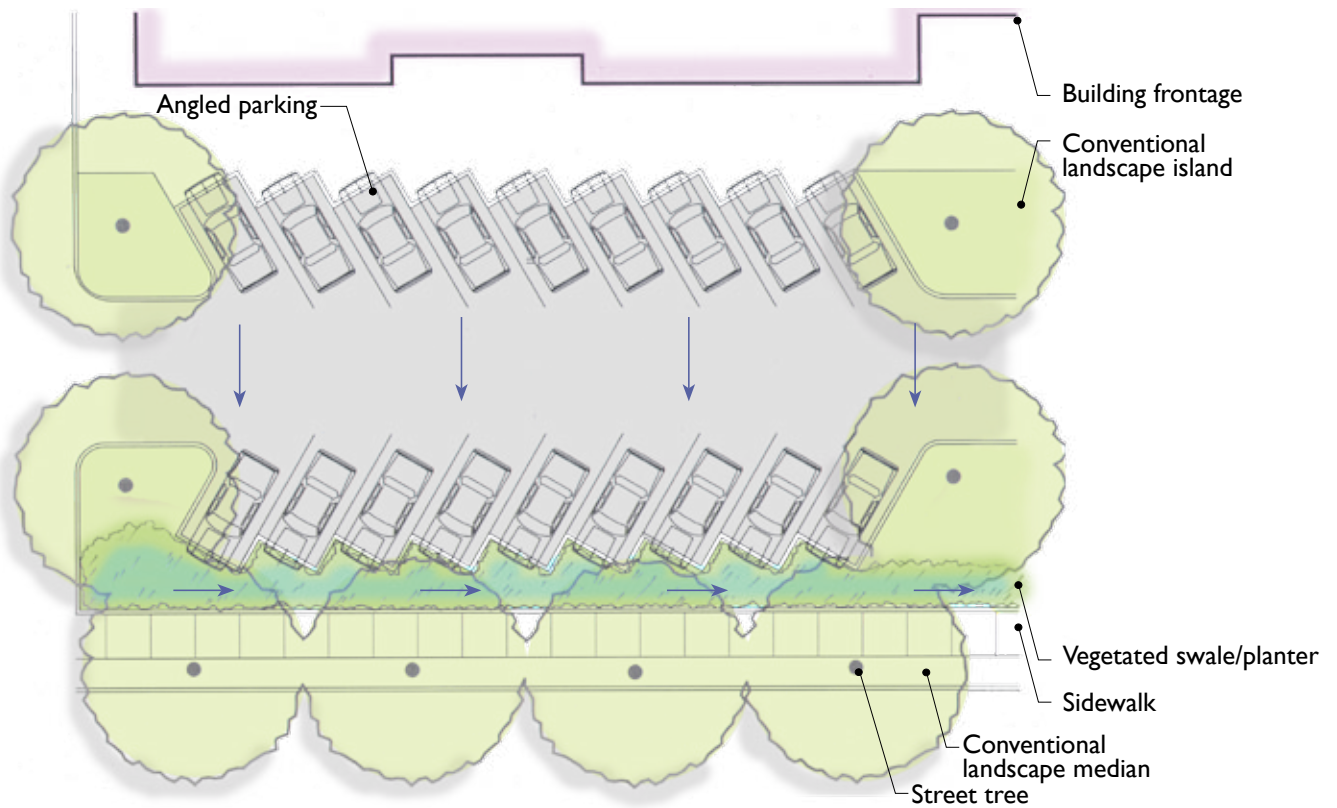 Angled parking
Building frontage
Conventional
landscape island
Vegetated swale/planter
Sidewalk
Conventional
landscape median
Street tree